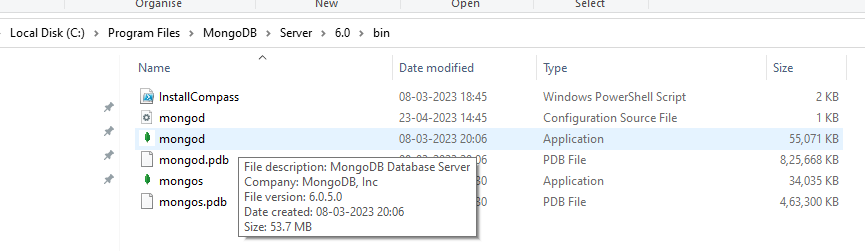 Organise New Open Select
Local Disk (C:) > Program Files > MongoDB > Server > 6.0 > bin
Name Date modified Type Size
InstallCompass 08-03-2023 18:45 Windows PowerShell Script 2 KB
mongod 23-04-2023 14:45 Configuration Source File 1 KB
mongod 08-03-2023 20:06 Application 55,071 KB
mongod.pdb PDB File 8,25,668 KB
File description: MongoDB Database Server
mongos 30 Application 34,035 KB
Company: MongoDB, Inc
File version: 6.0.5.0
mongos.pdb 30 PDB File 4,63,300 KB
Date created: 08-03-2023 20:06
Size: 53.7 MB